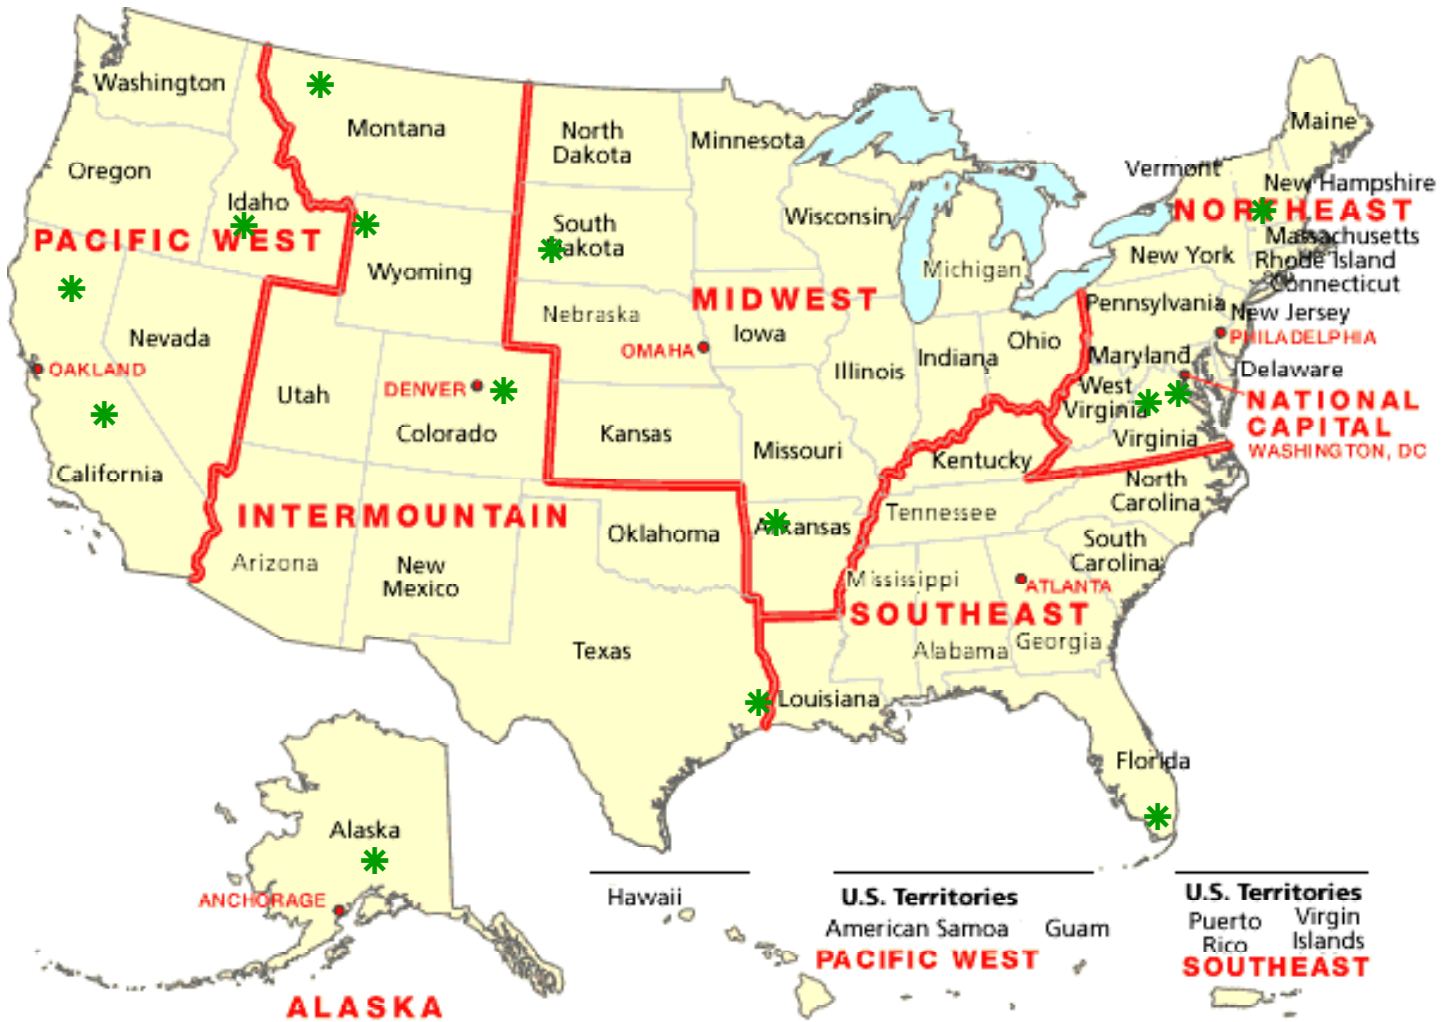 Washington
Montana
Oregon
Idaho
PACIFIC WEST
Wyoming
Nevada
OAKLAND
Utah
DENVER
Colorado
California
INTERMOUNTAIN
Arizona
New
Mexico
Oklahoma
Texas
North
Dakota
South
Dakota
Nebraska
Kansas
Minnesota
Wisconsin
Michigan
MIDWEST
OMAHA
Iowa
Illinois
Indiana
Ohio
Missouri
Arkansas
Kentucky
Tennessee
Mississippi
SOUTHEAST
Alabama
Georgia
ATLANTA
South
Carolina
North
Carolina
Louisiana
Florida
Maine
Vermont
New Hampshire
NORTHEAST
Massachusetts
New York
Rhode Island
Connecticut
Pennsylvania
New Jersey
PHILADELPHIA
Maryland
Delaware
West
Virginia
Virginia
NATIONAL
CAPITAL
WASHINGTON, DC
Alaska
ANCHORAGE
ALASKA
Hawaii
U.S. Territories
American Samoa
Guam
PACIFIC WEST
U.S. Territories
Puerto
Rico
Virgin
Islands
SOUTHEAST